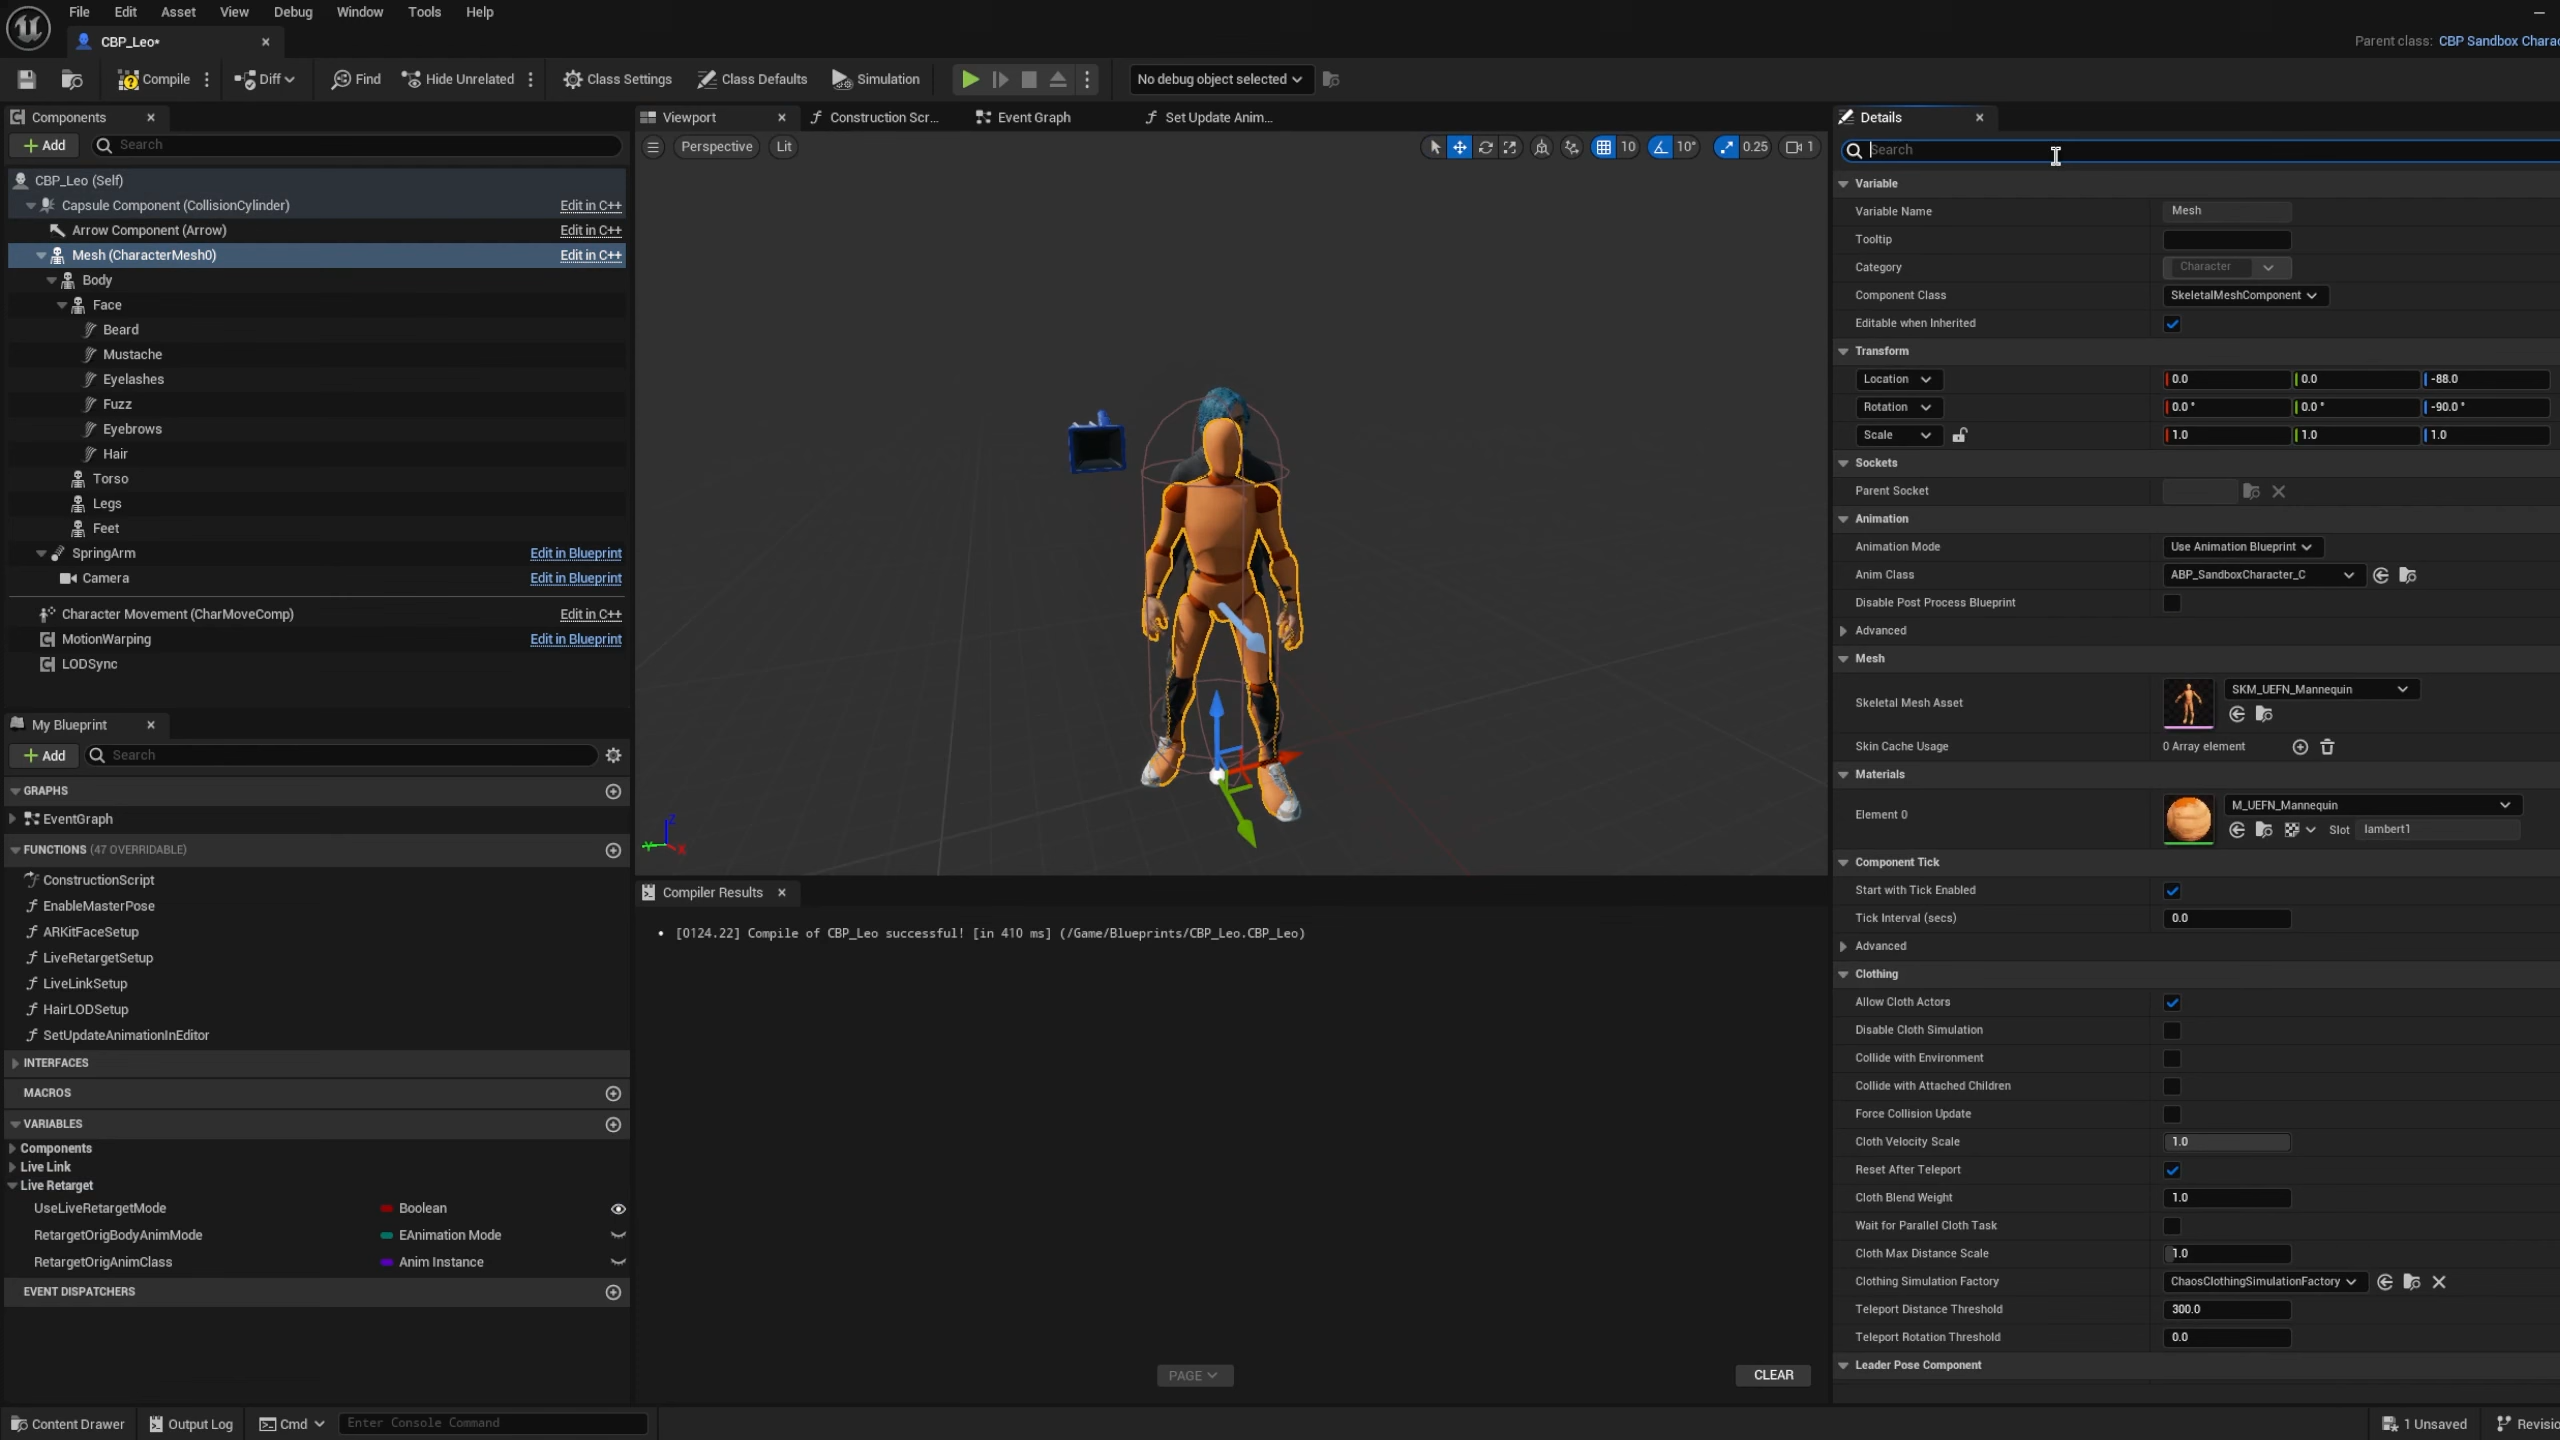 File Edit Asset View Debug Window Tools Help
CBP_Leo*
Parent class: CBP Sandbox Charac
Compile Diff Find Hide Unrelated Class Settings Class Defaults Simulation No debug object selected
Components
Add Search
CBP_Leo (Self)
Capsule Component (CollisionCylinder) Edit in C++
Arrow Component (Arrow) Edit in C++
Mesh (CharacterMesh0) Edit in C++
Body
Face
Beard
Mustache
Eyelashes
Fuzz
Eyebrows
Hair
Torso
Legs
Feet
SpringArm Edit in Blueprint
Camera Edit in Blueprint
Character Movement (CharMoveComp) Edit in C++
MotionWarping Edit in Blueprint
LODSync
My Blueprint
Add Search
GRAPHS
EventGraph
FUNCTIONS (47 OVERRIDABLE)
ConstructionScript
EnableMasterPose
ARKitFaceSetup
LiveRetargetSetup
LiveLinkSetup
HairLODSetup
SetUpdateAnimationInEditor
INTERFACES
MACROS
VARIABLES
Components
Live Link
Live Retarget
UseLiveRetargetMode Boolean
RetargetOrigBodyAnimMode EAnimation Mode
RetargetOrigAnimClass Anim Instance
EVENT DISPATCHERS
Viewport Construction Scr... Event Graph Set Update Anim...
Perspective Lit 10 10° 0.25 1
Z
Y
X
Compiler Results
• [0124.22] Compile of CBP_Leo successful! [in 410 ms] (/Game/Blueprints/CBP_Leo.CBP_Leo)
PAGE CLEAR
Details
Search
Variable
Variable Name Mesh
Tooltip
Category Character
Component Class SkeletalMeshComponent
Editable when Inherited
Transform
Location 0.0 0.0 -88.0
Rotation 0.0 ° 0.0 ° -90.0 °
Scale 1.0 1.0 1.0
Sockets
Parent Socket
Animation
Animation Mode Use Animation Blueprint
Anim Class ABP_SandboxCharacter_C
Disable Post Process Blueprint
Advanced
Mesh
Skeletal Mesh Asset SKM_UEFN_Mannequin
Skin Cache Usage 0 Array element
Materials
Element 0 M_UEFN_Mannequin
Slot lambert1
Component Tick
Start with Tick Enabled
Tick Interval (secs) 0.0
Advanced
Clothing
Allow Cloth Actors
Disable Cloth Simulation
Collide with Environment
Collide with Attached Children
Force Collision Update
Cloth Velocity Scale 1.0
Reset After Teleport
Cloth Blend Weight 1.0
Wait for Parallel Cloth Task
Cloth Max Distance Scale 1.0
Clothing Simulation Factory ChaosClothingSimulationFactory
Teleport Distance Threshold 300.0
Teleport Rotation Threshold 0.0
Leader Pose Component
Content Drawer Output Log Cmd Enter Console Command 1 Unsaved Revisio